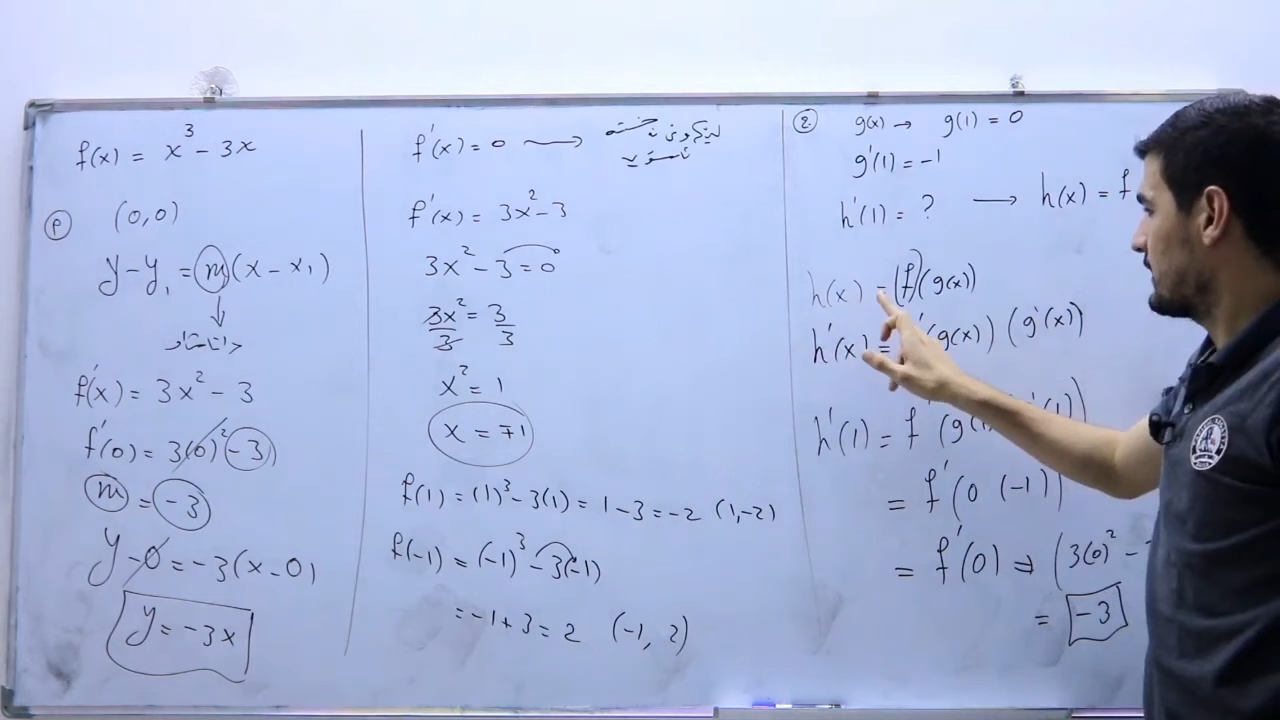 f(x) = x³ - 3x
(0,0)
y - y₁ = m(x - x₁)
f'(x) = 3x² - 3
f'(0) = 3(0)² - 3
m = -3
y - 0 = -3(x - 0)
y = -3x
f'(x) = 0 →
f'(x) = 3x² - 3
3x² - 3 = 0
3x²/3 = 3/3
x² = 1
x = ∓1
f(1) = (1)³ - 3(1) = 1 - 3 = -2 (1, -2)
f(-1) = (-1)³ - 3(-1)
= -1 + 3 = 2 (-1, 2)
② g(x) → g(1) = 0
g'(1) = -1
h'(1) = ? → h(x) = f
h(x) = (f)(g(x))
h'(x) = '(g(x)) (g'(x))
h'(1) = f' (g(1 '(1)
= f'(0 (-1))
= f'(0) ⇒ (3(0)² -
= -3